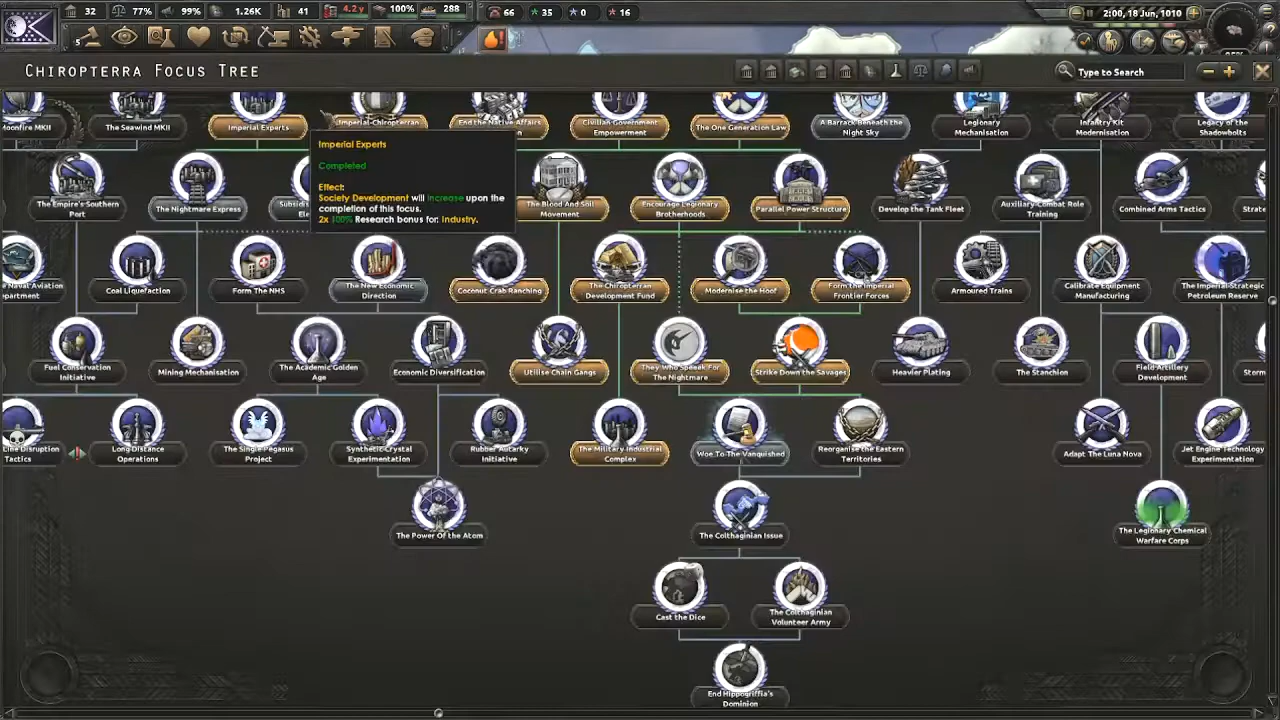 32 77% 99% 1.26K 41 4.2y 100% 288 66 35 0 16
2:00, 18 Jun, 1010
5
CHIROPTERRA FOCUS TREE
Type to Search
The Seawind MKII
Imperial Experts
Imperial Chiropterran
End the Native Affairs
Civilian Government
Empowerment
The One Generation Law
A Barrack Beneath the
Night Sky
Legionary
Mechanisation
Infantry Kit
Modernisation
Legacy of the
Shadowbolts
Imperial Experts
Completed
Effect:
Society Development will increase upon the
completion of this focus.
2x 100% Research bonus for: Industry.
The Empire's Southern
Port
The Nightmare Express
The Blood And Soil
Movement
Encourage Legionary
Brotherhoods
Parallel Power Structure
Develop the Tank Fleet
Auxiliary Combat Role
Training
Combined Arms Tactics
Coal Liquefaction
Form The NHS
The New Economic
Direction
Coconut Crab Ranching
The Chiropterran
Development Fund
Modernise the Hoof
Form the Imperial
Frontier Forces
Armoured Trains
Calibrate Equipment
Manufacturing
The Imperial Strategic
Petroleum Reserve
Fuel Conservation
Initiative
Mining Mechanisation
The Academic Golden
Age
Economic Diversification
Utilise Chain Gangs
They Who Speeek For
The Nightmare
Strike Down the Savages
Heavier Plating
The Stanchion
Field Artillery
Development
Line Disruption
Tactics
Long Distance
Operations
The Single Pegasus
Project
Synthetic Crystal
Experimentation
Rubber Autarky
Initiative
The Military Industrial
Complex
Woe To The Vanquished
Reorganise the Eastern
Territories
Adapt The Luna Nova
Jet Engine Technology
Experimentation
The Power Of the Atom
The Colthaginian Issue
The Legionary Chemical
Warfare Corps
Cast the Dice
The Colthaginian
Volunteer Army
End Hippogriffia's
Dominion